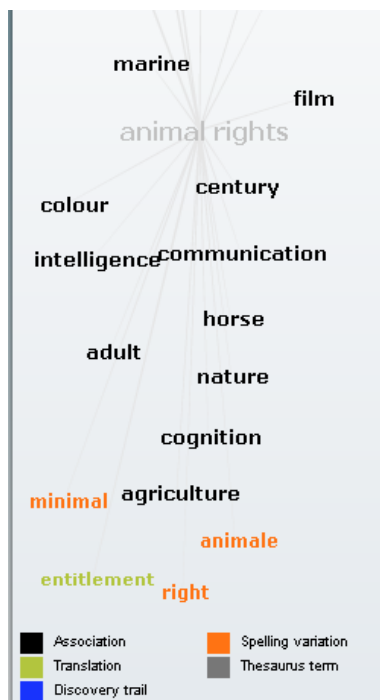 marine
film
animal rights
century
colour
communication
intelligence
horse
adult
nature
cognition
agriculture
minimal
animale
entitlement
right
Association
Spelling variation
Translation
Thesaurus term
Discovery trail